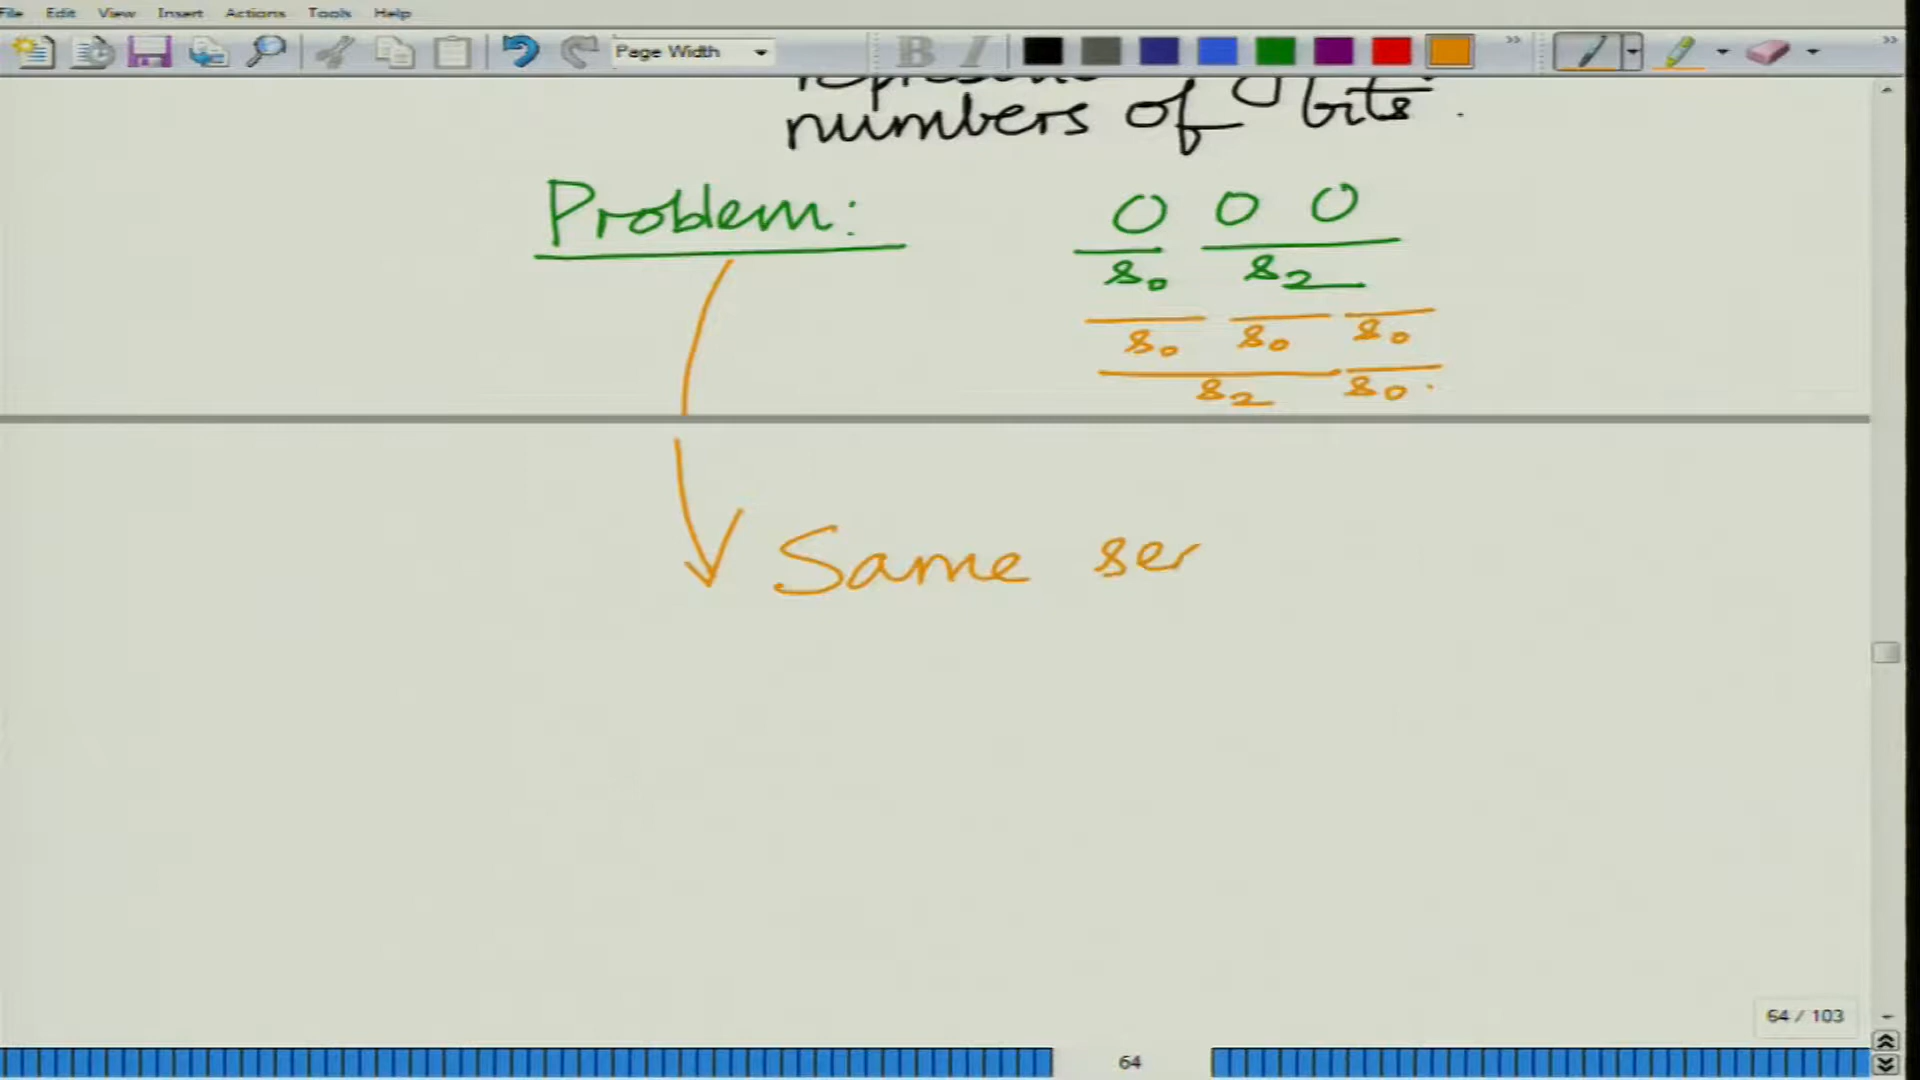 File Edit View Insert Actions Tools Help
Page Width B I
numbers of bits.
Problem: 0 0 0
s0 s2
s0 s0 s0
s2 s0.
Same ser
64 / 103
64